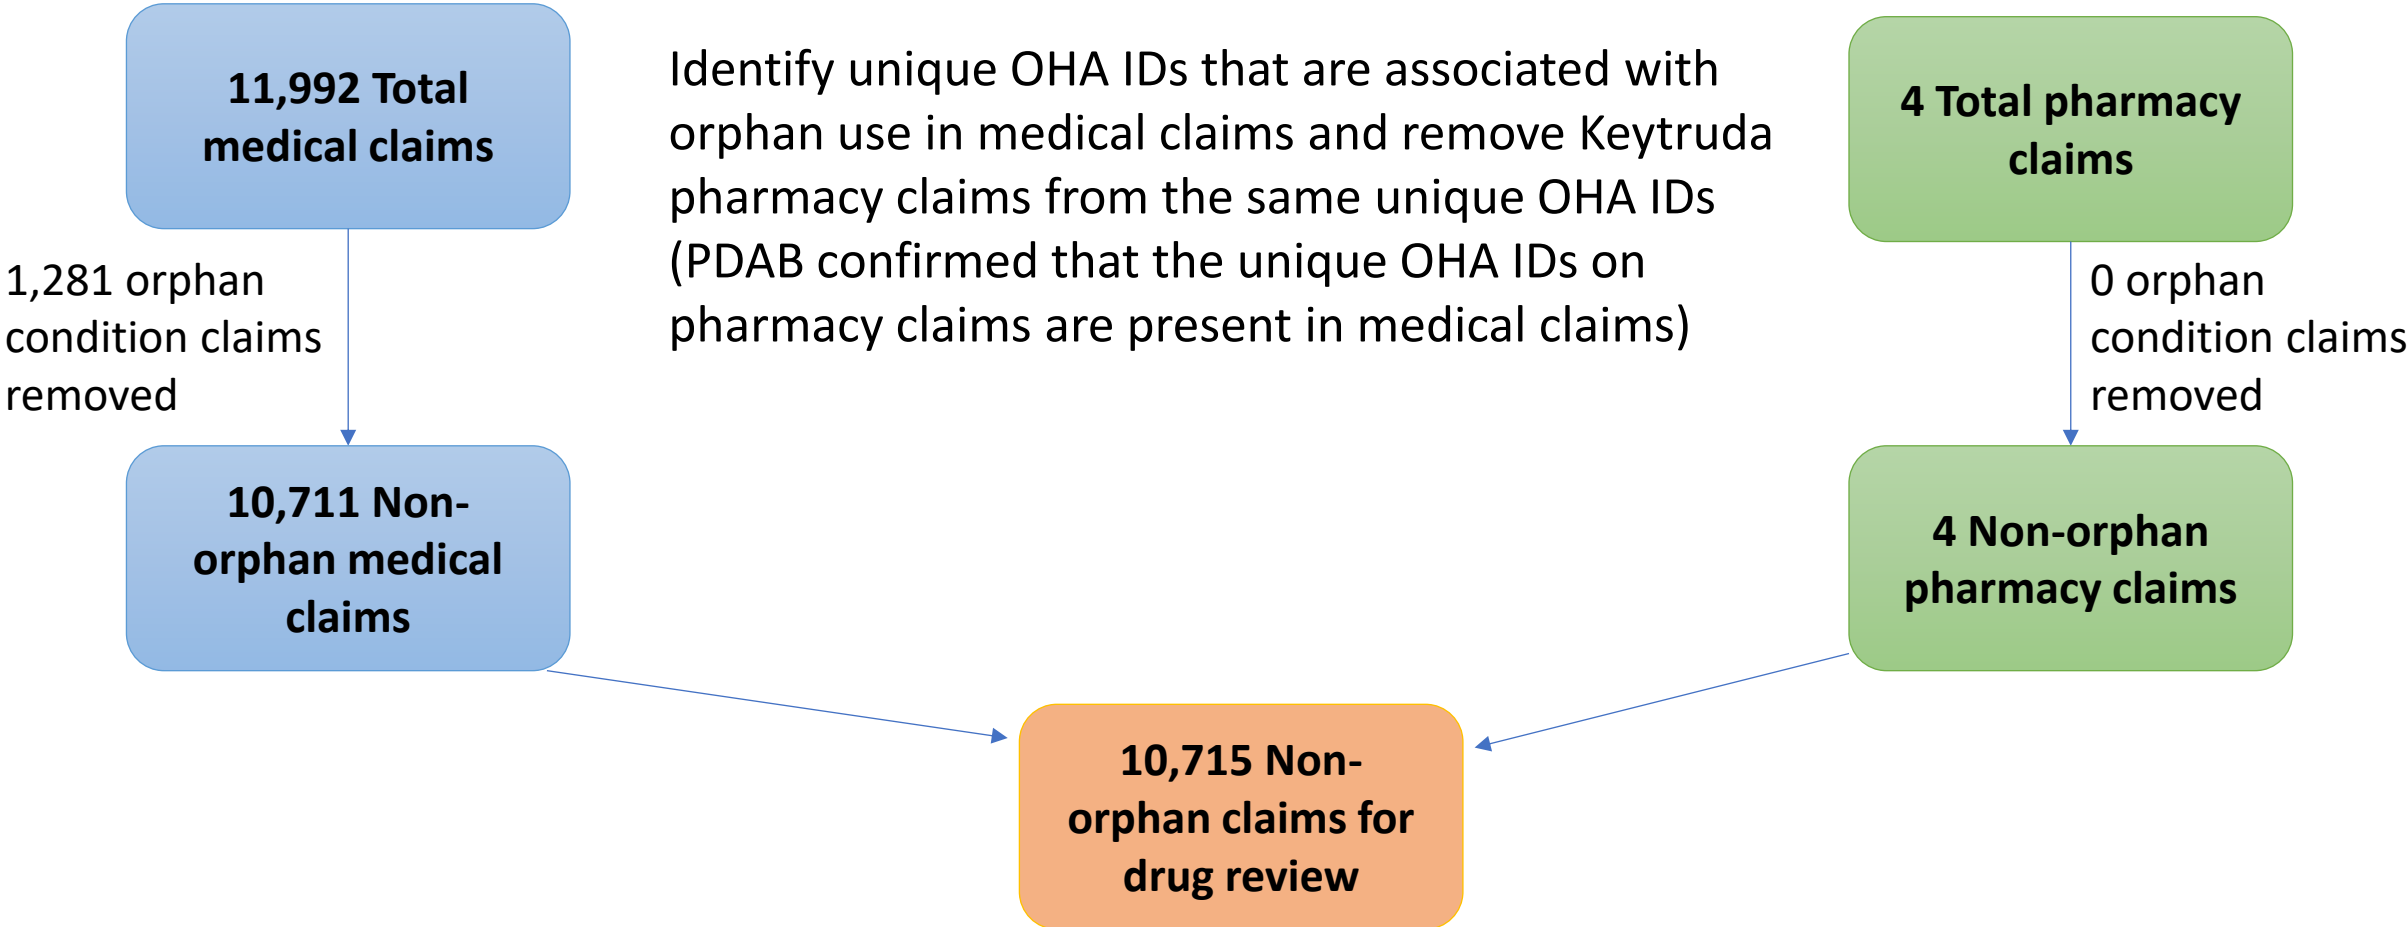 11,992 Total
medical claims
Identify unique OHA IDs that are associated with
orphan use in medical claims and remove Keytruda
pharmacy claims from the same unique OHA IDs
(PDAB confirmed that the unique OHA IDs on
pharmacy claims are present in medical claims)
4 Total pharmacy
claims
1,281 orphan
condition claims
removed
0 orphan
condition claims
removed
10,711 Non-
orphan medical
claims
4 Non-orphan
pharmacy claims
10,715 Non-
orphan claims for
drug review